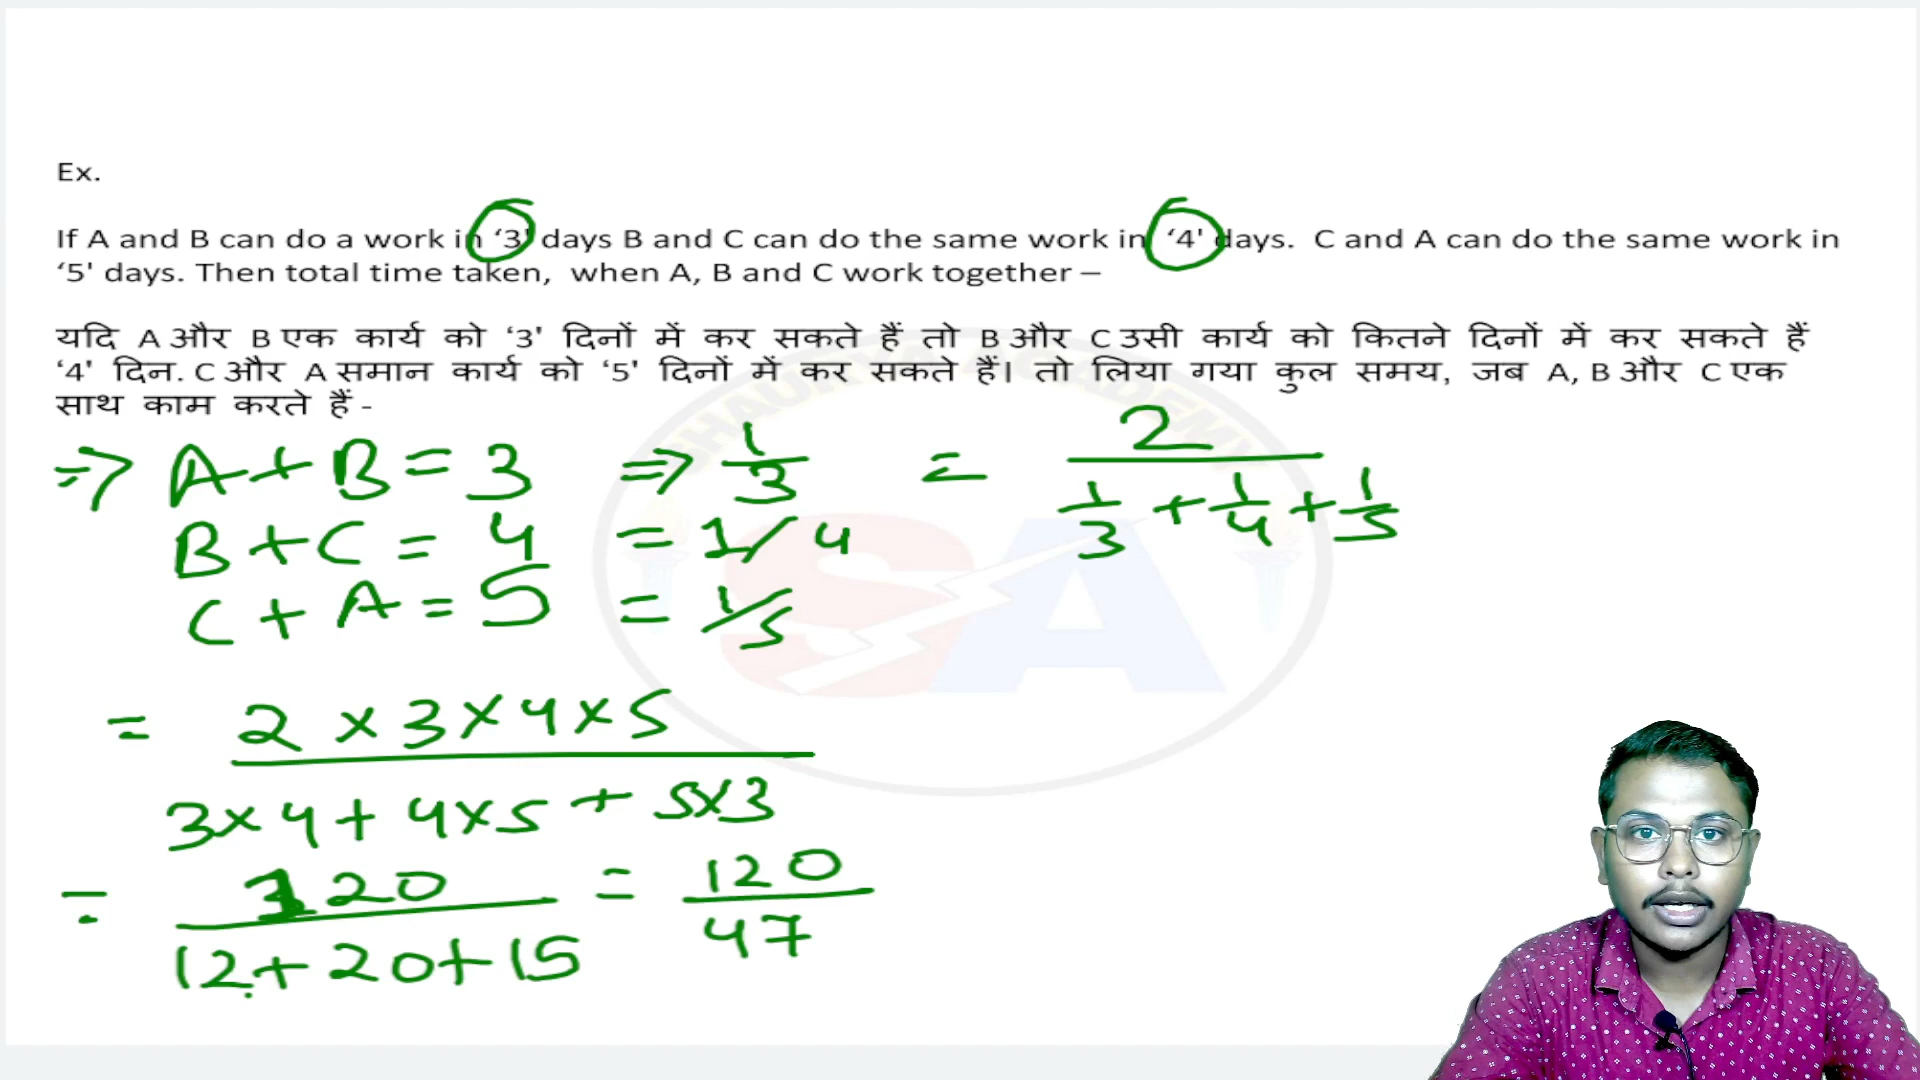 Ex.
If A and B can do a work in ‘3' days B and C can do the same work in ‘4' days. C and A can do the same work in
‘5' days. Then total time taken, when A, B and C work together –
यदि A और B एक कार्य को ‘3' दिनों में कर सकते हैं तो B और C उसी कार्य को कितने दिनों में कर सकते हैं
‘4' दिन. C और A समान कार्य को ‘5' दिनों में कर सकते हैं। तो लिया गया कुल समय, जब A, B और C एक
साथ काम करते हैं -
SHAURYA ACADEMY
SA
=> A+B=3 => 1/3 = 2/(1/3+1/4+1/5)
B+C=4 = 1/4
C+A=5 = 1/5
= 2×3×4×5
3×4+4×5+5×3
= 120 = 120
12+20+15 47